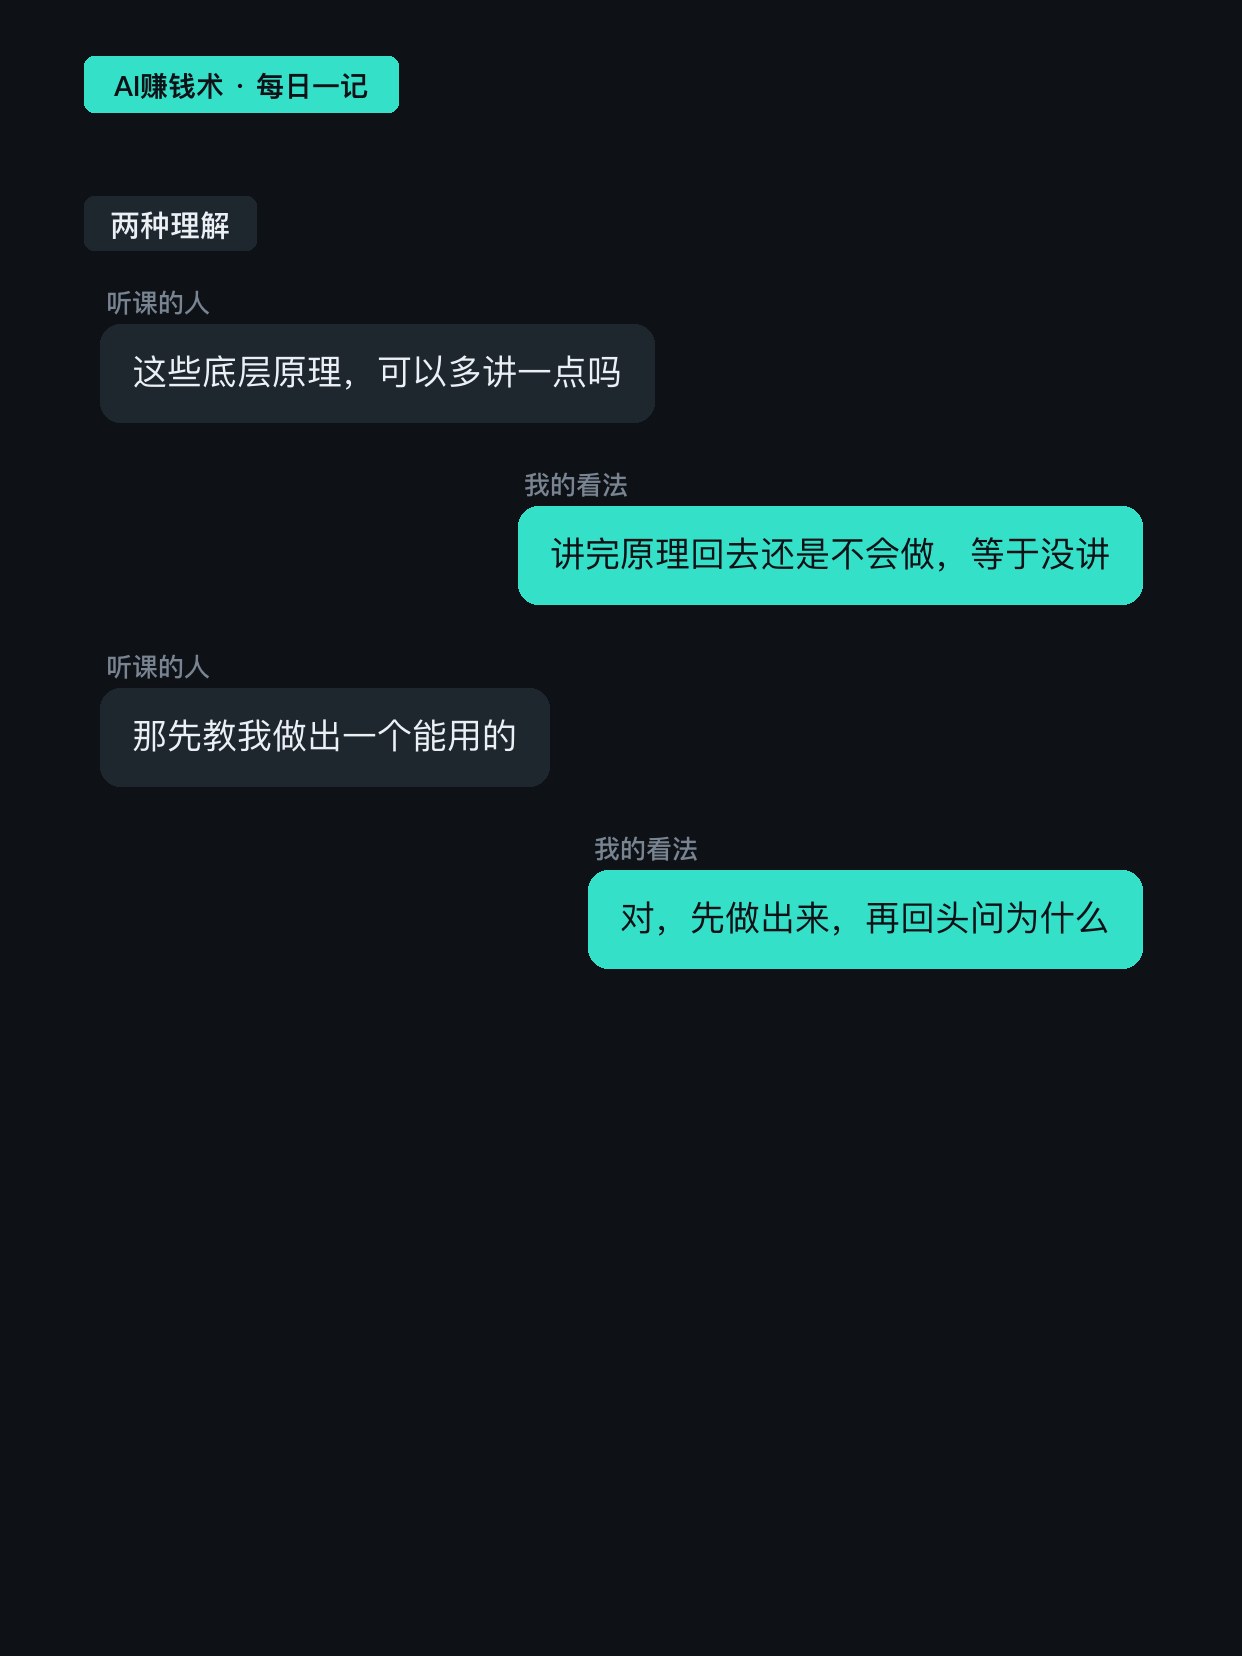 AI赚钱术 · 每日一记
两种理解
听课的人
这些底层原理，可以多讲一点吗
我的看法
讲完原理回去还是不会做，等于没讲
听课的人
那先教我做出一个能用的
我的看法
对，先做出来，再回头问为什么